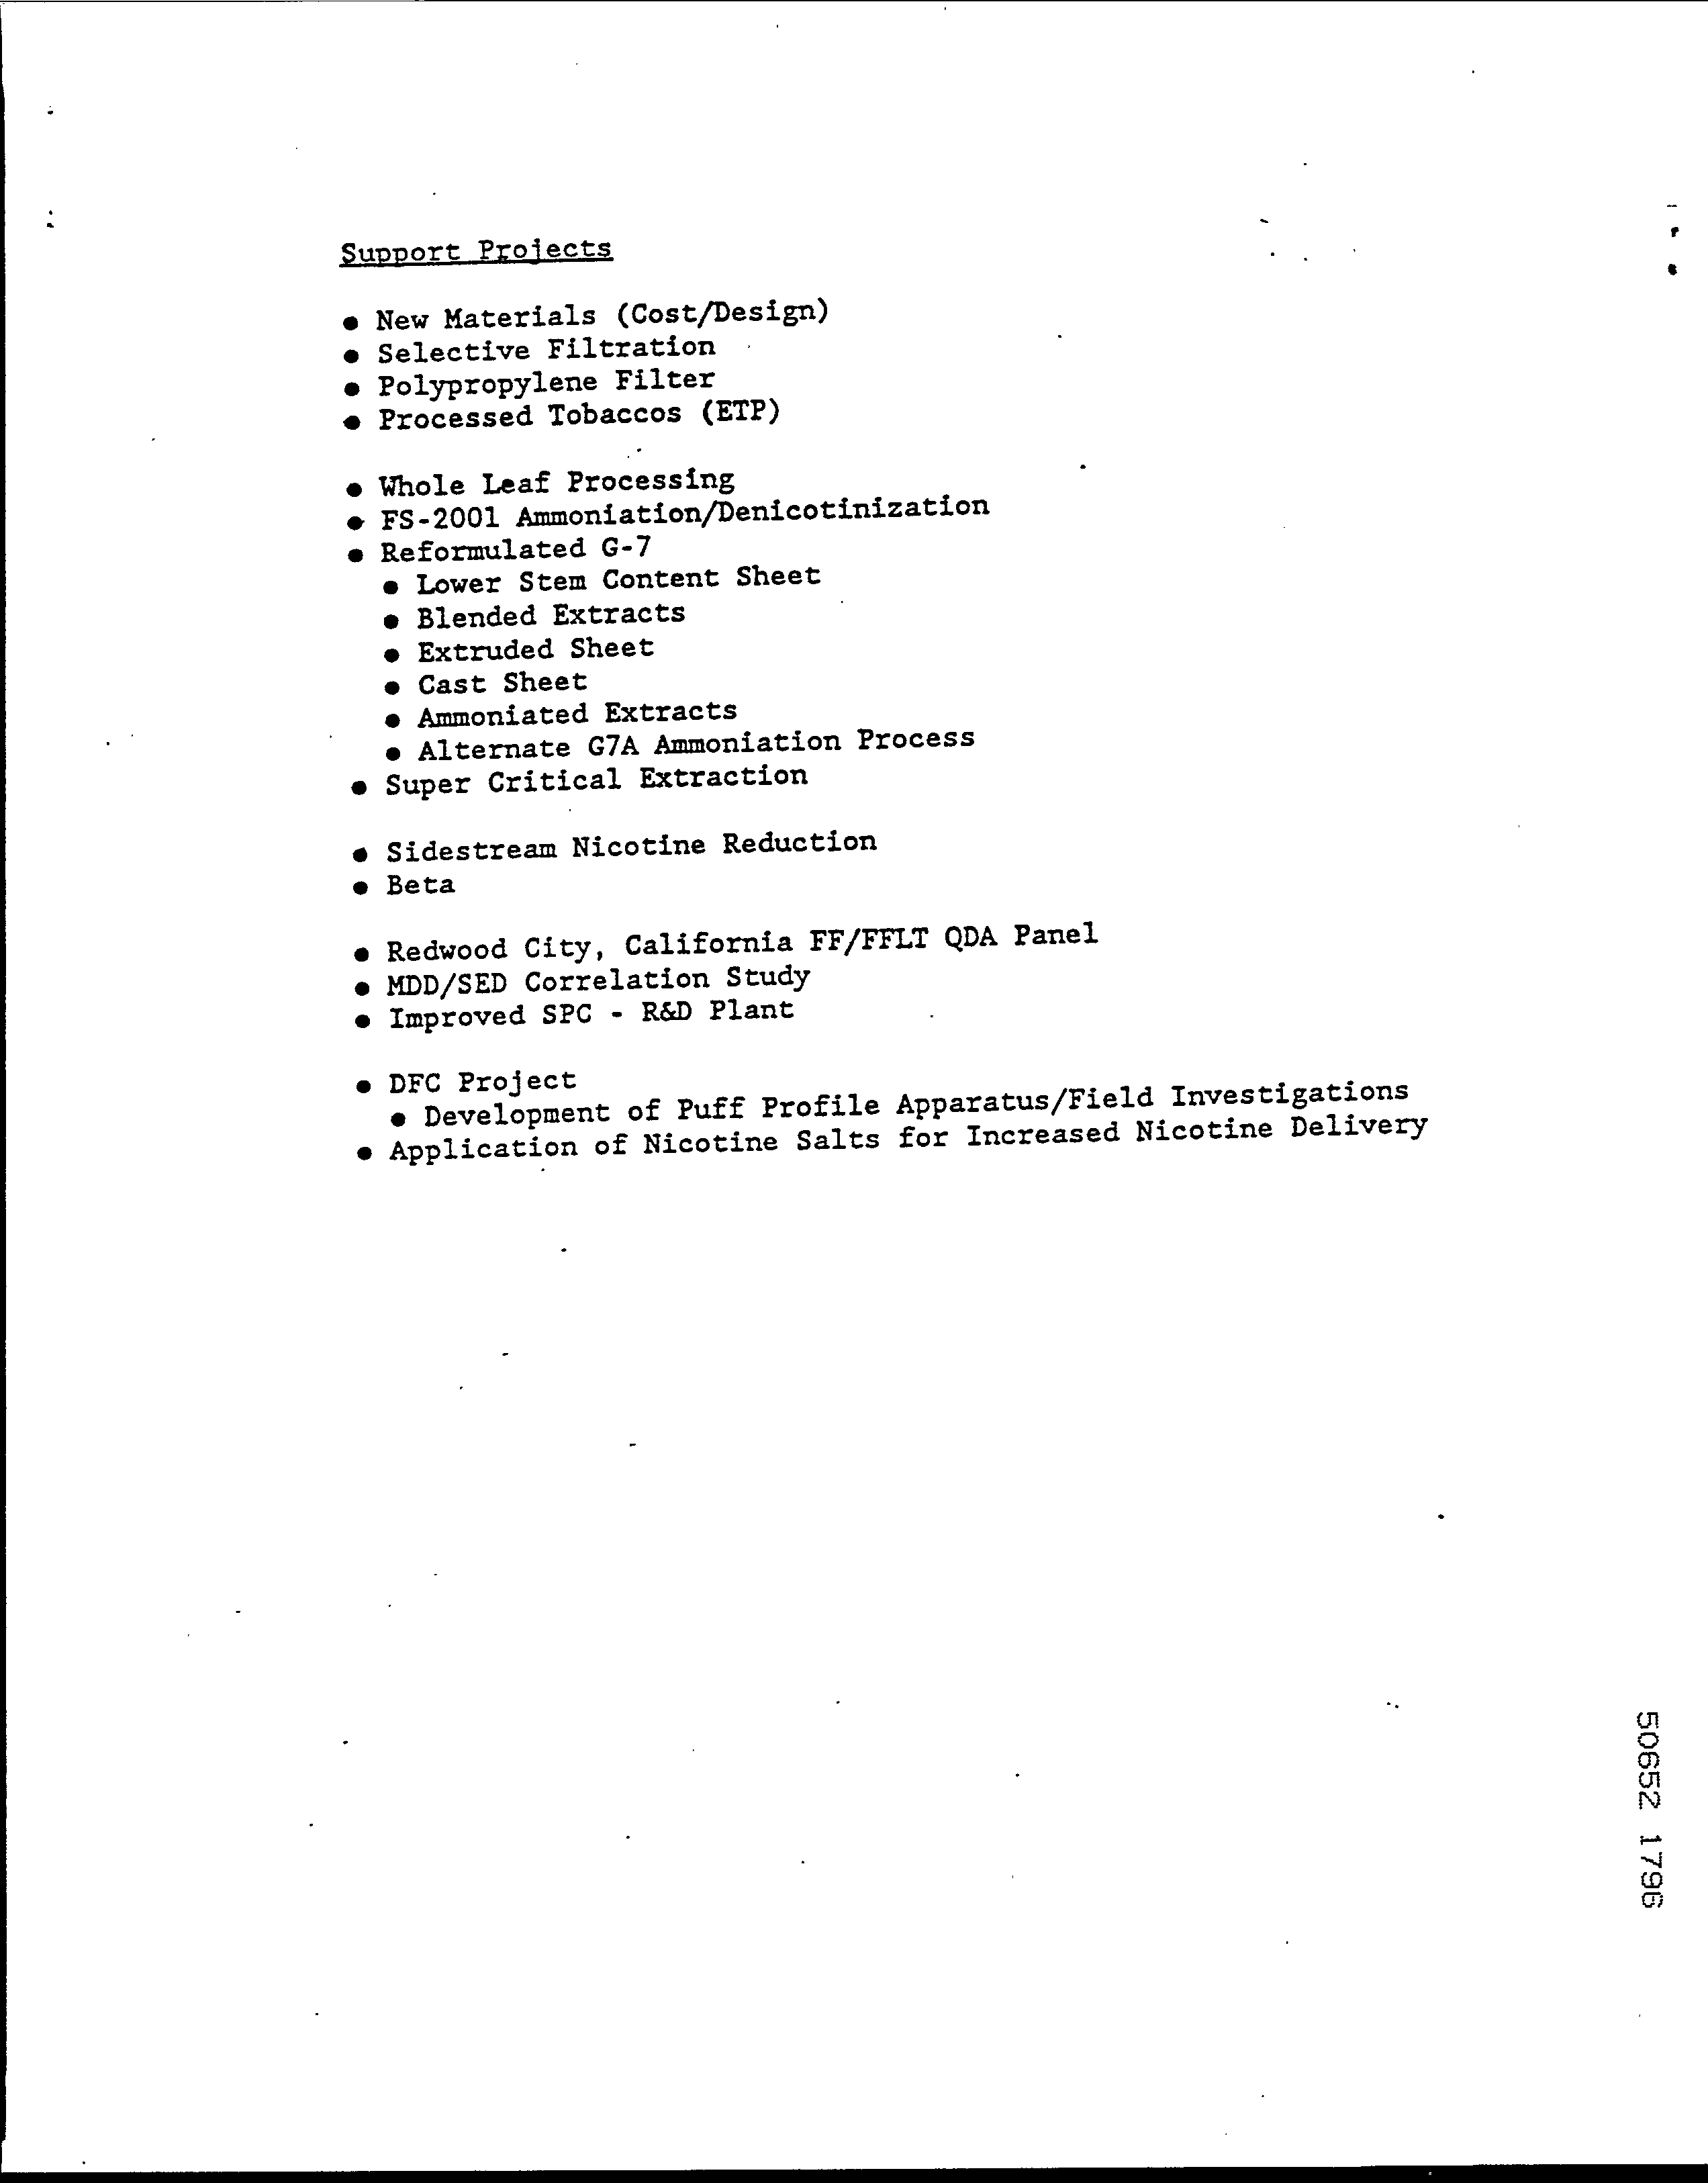 Support Projects
● New Materials (Cost/Design)
● Selective Filtration
● Polypropylene Filter
● Processed Tobaccos (ETP)
● Whole Leaf Processing
● FS-2001 Ammoniation/Denicotinization
● Reformulated G-7
● Lower Stem Content Sheet
● Blended Extracts
● Extruded Sheet
● Cast Sheet
● Ammoniated Extracts
● Alternate G7A Ammoniation Process
● Super Critical Extraction
● Sidestream Nicotine Reduction
● Beta
● Redwood City, California FF/FFLT QDA Panel
● MDD/SED Correlation Study
● Improved SPC - R&D Plant
● DFC Project
● Development of Puff Profile Apparatus/Field Investigations
● Application of Nicotine Salts for Increased Nicotine Delivery
50652 1796